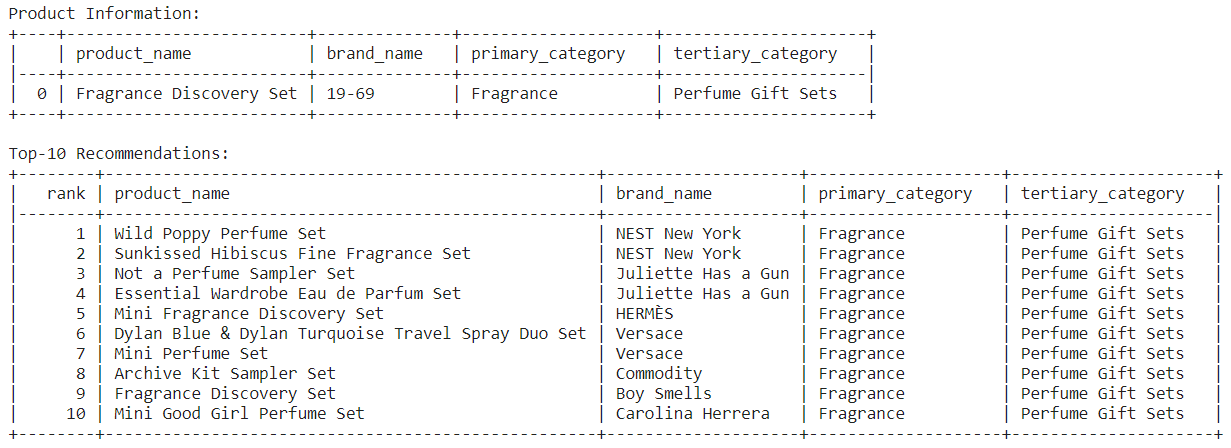 Product Information:
+----+-------------------------+--------------+--------------------+---------------------+
|    | product_name            | brand_name   | primary_category   | tertiary_category   |
|----+-------------------------+--------------+--------------------+---------------------|
|  0 | Fragrance Discovery Set | 19-69        | Fragrance          | Perfume Gift Sets   |
+----+-------------------------+--------------+--------------------+---------------------+
Top-10 Recommendations:
+--------+---------------------------------------------------+--------------------+--------------------+---------------------+
|   rank | product_name                                      | brand_name         | primary_category   | tertiary_category   |
|--------+---------------------------------------------------+--------------------+--------------------+---------------------|
|      1 | Wild Poppy Perfume Set                            | NEST New York      | Fragrance          | Perfume Gift Sets   |
|      2 | Sunkissed Hibiscus Fine Fragrance Set             | NEST New York      | Fragrance          | Perfume Gift Sets   |
|      3 | Not a Perfume Sampler Set                         | Juliette Has a Gun | Fragrance          | Perfume Gift Sets   |
|      4 | Essential Wardrobe Eau de Parfum Set              | Juliette Has a Gun | Fragrance          | Perfume Gift Sets   |
|      5 | Mini Fragrance Discovery Set                      | HERMÈS             | Fragrance          | Perfume Gift Sets   |
|      6 | Dylan Blue & Dylan Turquoise Travel Spray Duo Set | Versace            | Fragrance          | Perfume Gift Sets   |
|      7 | Mini Perfume Set                                  | Versace            | Fragrance          | Perfume Gift Sets   |
|      8 | Archive Kit Sampler Set                           | Commodity          | Fragrance          | Perfume Gift Sets   |
|      9 | Fragrance Discovery Set                           | Boy Smells         | Fragrance          | Perfume Gift Sets   |
|     10 | Mini Good Girl Perfume Set                        | Carolina Herrera   | Fragrance          | Perfume Gift Sets   |
+--------+---------------------------------------------------+--------------------+--------------------+---------------------+